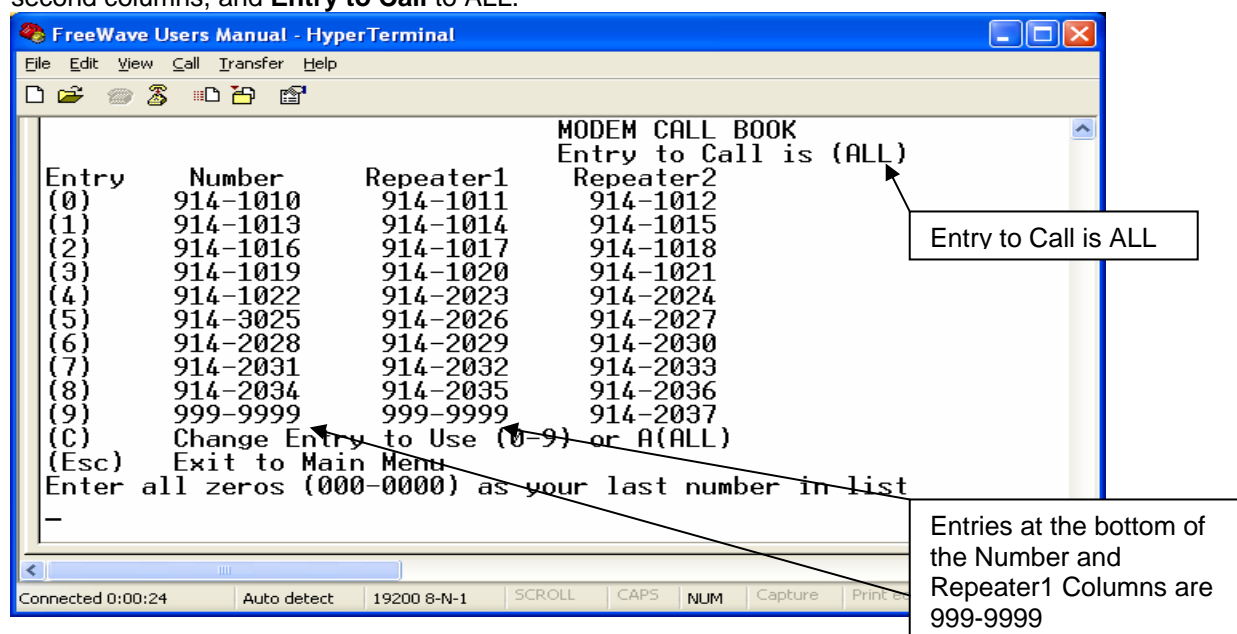 second columns, and Entry to Call to ALL.
FreeWave Users Manual - HyperTerminal
File Edit View Call Transfer Help
MODEM CALL BOOK
Entry to Call is (ALL)
Entry Number Repeater1 Repeater2
(0) 914-1010 914-1011 914-1012
(1) 914-1013 914-1014 914-1015
(2) 914-1016 914-1017 914-1018
(3) 914-1019 914-1020 914-1021
(4) 914-1022 914-2023 914-2024
(5) 914-3025 914-2026 914-2027
(6) 914-2028 914-2029 914-2030
(7) 914-2031 914-2032 914-2033
(8) 914-2034 914-2035 914-2036
(9) 999-9999 999-9999 914-2037
(C) Change Entry to Use (0-9) or A(ALL)
(Esc) Exit to Main Menu
Enter all zeros (000-0000) as your last number in list
Entry to Call is ALL
Entries at the bottom of
the Number and
Repeater1 Columns are
999-9999
Connected 0:00:24 Auto detect 19200 8-N-1 SCROLL CAPS NUM Capture Print